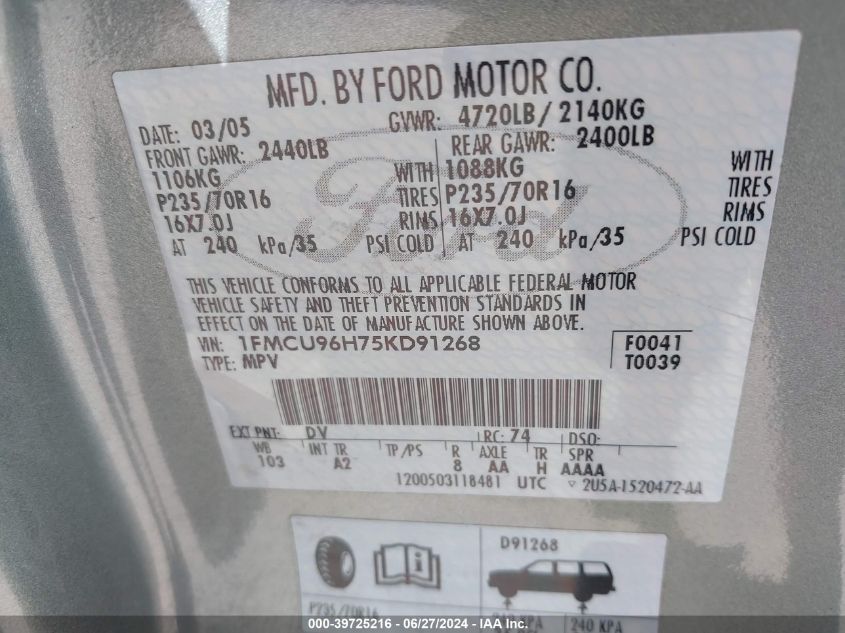 MFD. BY FORD MOTOR CO.
DATE: 03/05 GVWR: 4720LB/ 2140KG
FRONT GAWR: 2440LB REAR GAWR: 2400LB
1106KG WITH 1088KG WITH
P235/70R16 TIRES P235/70R16 TIRES
16X7.0J RIMS 16X7.0J RIMS
AT 240 kPa/35 PSI COLD AT 240 kPa/35 PSI COLD
Ford
THIS VEHICLE CONFORMS TO ALL APPLICABLE FEDERAL MOTOR
VEHICLE SAFETY AND THEFT PREVENTION STANDARDS IN
EFFECT ON THE DATE OF MANUFACTURE SHOWN ABOVE.
VIN: 1FMCU96H75KD91268 F0041
TYPE: MPV T0039
EXT PNT: DV RC: 74 DSO:
WB INT TR TP/PS R AXLE TR SPR
103 A2 8 AA H AAAA
1200503118481 UTC ▽ 2U5A-1520472-AA
D91268
P235/70R16 240 KPA
000-39725216 - 06/27/2024 - IAA Inc.